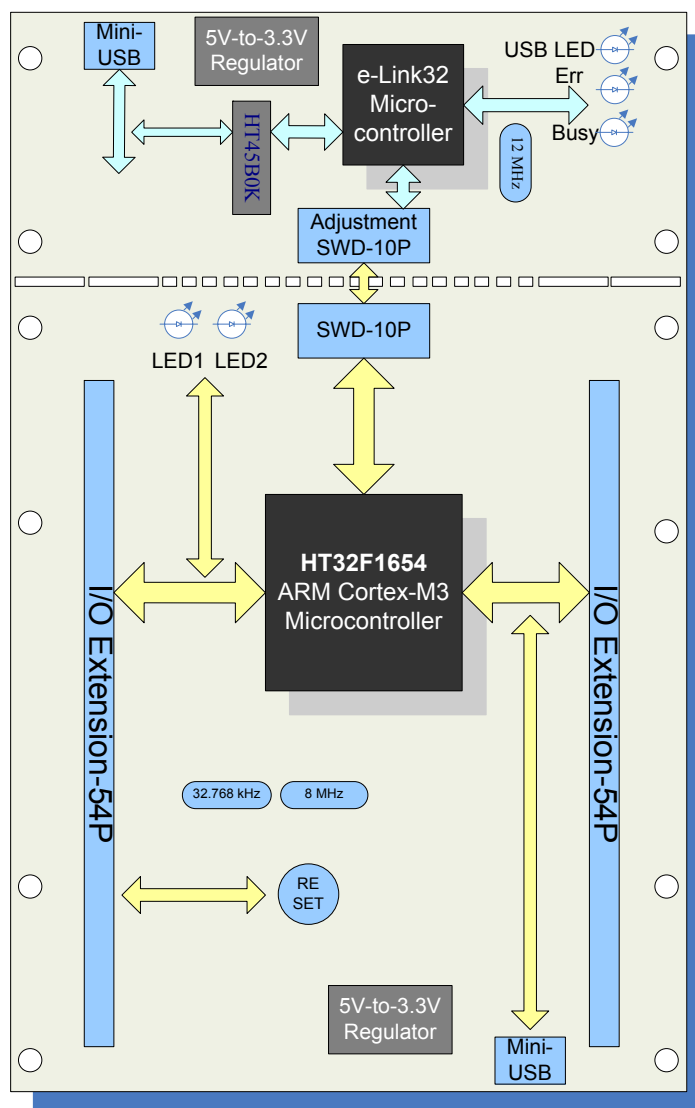 Mini-
USB
5V-to-3.3V
Regulator
e-Link32
Micro-
controller
USB LED
Err
Busy
HT45B0K
12 MHz
Adjustment
SWD-10P
SWD-10P
LED1 LED2
HT32F1654
ARM Cortex-M3
Microcontroller
I/O Extension-54P
I/O Extension-54P
32.768 kHz
8 MHz
RE
SET
5V-to-3.3V
Regulator
Mini-
USB